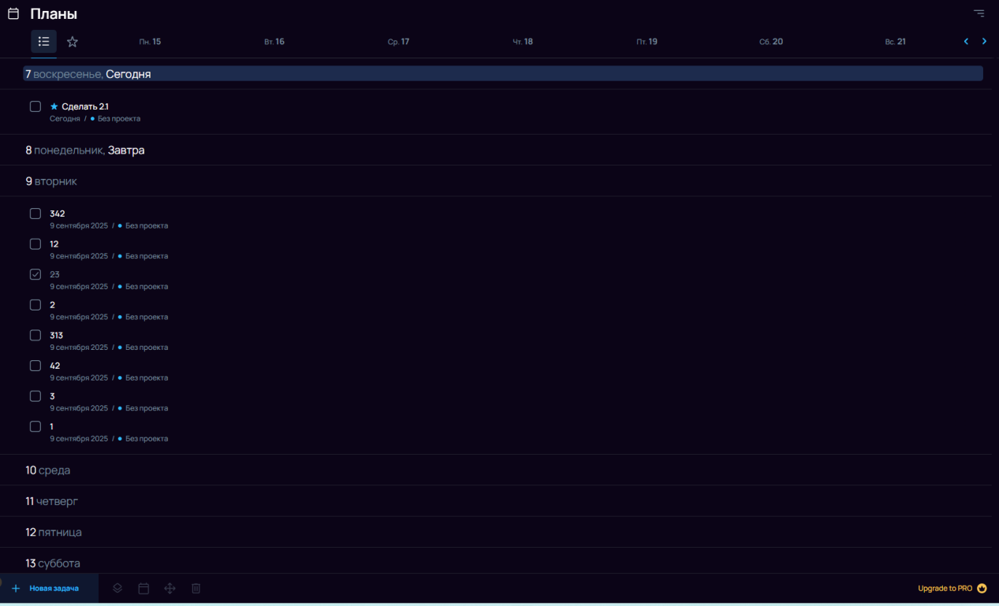 Планы
Пн. 15 Вт. 16 Ср. 17 Чт. 18 Пт. 19 Сб. 20 Вс. 21
7 воскресенье, Сегодня
Сделать 2.1
Сегодня / Без проекта
8 понедельник, Завтра
9 вторник
342
9 сентября 2025 / Без проекта
12
9 сентября 2025 / Без проекта
23
9 сентября 2025 / Без проекта
2
9 сентября 2025 / Без проекта
313
9 сентября 2025 / Без проекта
42
9 сентября 2025 / Без проекта
3
9 сентября 2025 / Без проекта
1
9 сентября 2025 / Без проекта
10 среда
11 четверг
12 пятница
13 суббота
Новая задача Upgrade to PRO